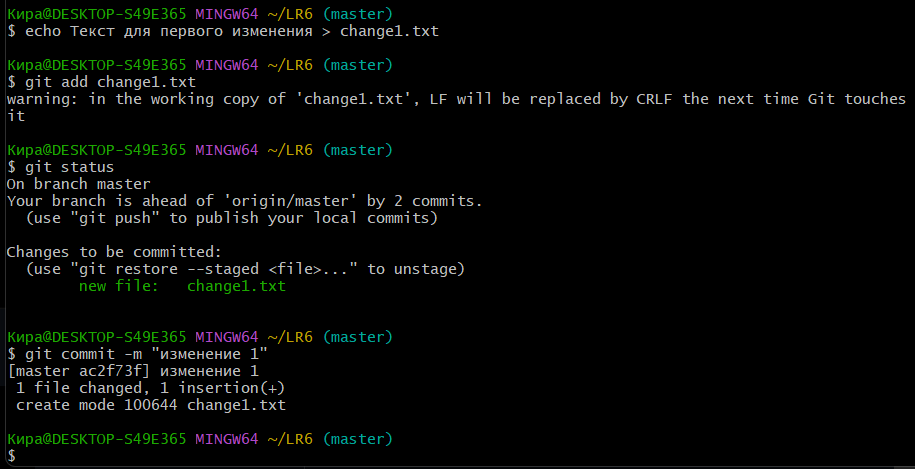 Кира@DESKTOP-S49E365 MINGW64 ~/LR6 (master)
$ echo Текст для первого изменения > change1.txt
Кира@DESKTOP-S49E365 MINGW64 ~/LR6 (master)
$ git add change1.txt
warning: in the working copy of 'change1.txt', LF will be replaced by CRLF the next time Git touches
it
Кира@DESKTOP-S49E365 MINGW64 ~/LR6 (master)
$ git status
On branch master
Your branch is ahead of 'origin/master' by 2 commits.
  (use "git push" to publish your local commits)
Changes to be committed:
  (use "git restore --staged <file>..." to unstage)
        new file:   change1.txt
Кира@DESKTOP-S49E365 MINGW64 ~/LR6 (master)
$ git commit -m "изменение 1"
[master ac2f73f] изменение 1
 1 file changed, 1 insertion(+)
 create mode 100644 change1.txt
Кира@DESKTOP-S49E365 MINGW64 ~/LR6 (master)
$